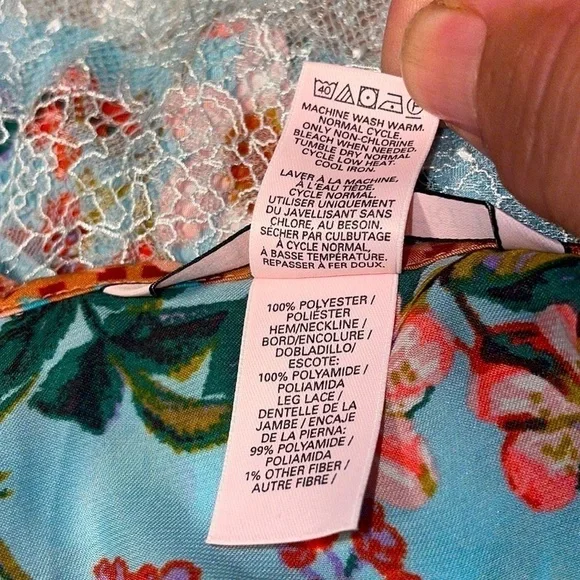 40
MACHINE WASH WARM.
NORMAL CYCLE.
ONLY NON-CHLORINE
BLEACH WHEN NEEDED.
TUMBLE DRY NORMAL
CYCLE LOW HEAT.
COOL IRON.
LAVER À LA MACHINE,
À L'EAU TIÈDE.
CYCLE NORMAL.
UTILISER UNIQUEMENT
DU JAVELLISANT SANS
CHLORE, AU BESOIN.
SÉCHER PAR CULBUTAGE
À CYCLE NORMAL,
À BASSE TEMPÉRATURE.
REPASSER À FER DOUX.
100% POLYESTER /
POLIÉSTER
HEM/NECKLINE /
BORD/ENCOLURE /
DOBLADILLO/
ESCOTE:
100% POLYAMIDE /
POLIAMIDA
LEG LACE /
DENTELLE DE LA
JAMBE / ENCAJE
DE LA PIERNA:
99% POLYAMIDE /
POLIAMIDA
1% OTHER FIBER /
AUTRE FIBRE /